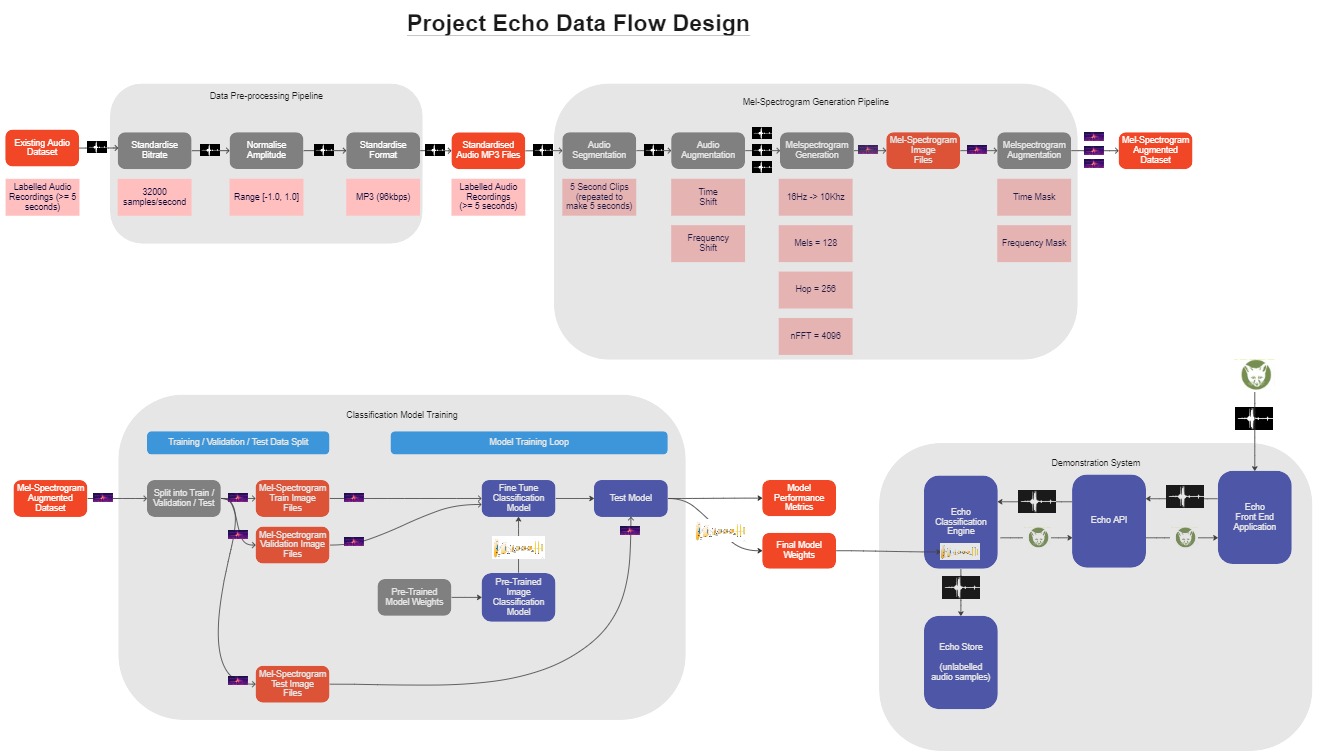 Project Echo Data Flow Design
Data Pre-processing Pipeline
Mel-Spectrogram Generation Pipeline
Existing Audio
Dataset
Standardise
Bitrate
Normalise
Amplitude
Standardise
Format
Standardised
Audio MP3 Files
Audio
Segmentation
Audio
Augmentation
Melspectrogram
Generation
Mel-Spectrogram
Image
Files
Melspectrogram
Augmentation
Mel-Spectrogram
Augmented
Dataset
Labelled Audio
Recordings (>= 5
seconds)
32000
samples/second
Range [-1.0, 1.0]
MP3 (96kbps)
Labelled Audio
Recordings
(>= 5 seconds)
5 Second Clips
(repeated to
make 5 seconds)
Time
Shift
16Hz -> 10Khz
Time Mask
Frequency
Shift
Mels = 128
Frequency Mask
Hop = 256
nFFT = 4096
Classification Model Training
Training / Validation / Test Data Split
Model Training Loop
Mel-Spectrogram
Augmented
Dataset
Split into Train /
Validation / Test
Mel-Spectrogram
Train Image
Files
Mel-Spectrogram
Validation Image
Files
Mel-Spectrogram
Test Image
Files
Fine Tune
Classification
Model
Test Model
Pre-Trained
Model Weights
Pre-Trained
Image
Classification
Model
Model
Performance
Metrics
Final Model
Weights
Demonstration System
Echo
Classification
Engine
Echo API
Echo
Front End
Application
Echo Store
(unlabelled
audio samples)